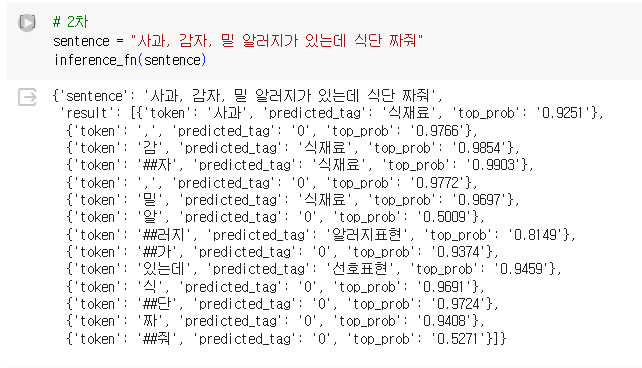 # 2차
sentence = "사과, 감자, 밀 알러지가 있는데 식단 짜줘"
inference_fn(sentence)
{'sentence': '사과, 감자, 밀 알러지가 있는데 식단 짜줘',
'result': [{'token': '사과', 'predicted_tag': '식재료', 'top_prob': '0.9251'},
{'token': ',', 'predicted_tag': 'O', 'top_prob': '0.9766'},
{'token': '감', 'predicted_tag': '식재료', 'top_prob': '0.9854'},
{'token': '##자', 'predicted_tag': '식재료', 'top_prob': '0.9903'},
{'token': ',', 'predicted_tag': 'O', 'top_prob': '0.9772'},
{'token': '밀', 'predicted_tag': '식재료', 'top_prob': '0.9697'},
{'token': '알', 'predicted_tag': 'O', 'top_prob': '0.5009'},
{'token': '##러지', 'predicted_tag': '알러지표현', 'top_prob': '0.8149'},
{'token': '##가', 'predicted_tag': 'O', 'top_prob': '0.9374'},
{'token': '있는데', 'predicted_tag': '선호표현', 'top_prob': '0.9459'},
{'token': '식', 'predicted_tag': 'O', 'top_prob': '0.9691'},
{'token': '##단', 'predicted_tag': 'O', 'top_prob': '0.9724'},
{'token': '짜', 'predicted_tag': 'O', 'top_prob': '0.9408'},
{'token': '##줘', 'predicted_tag': 'O', 'top_prob': '0.5271'}]}